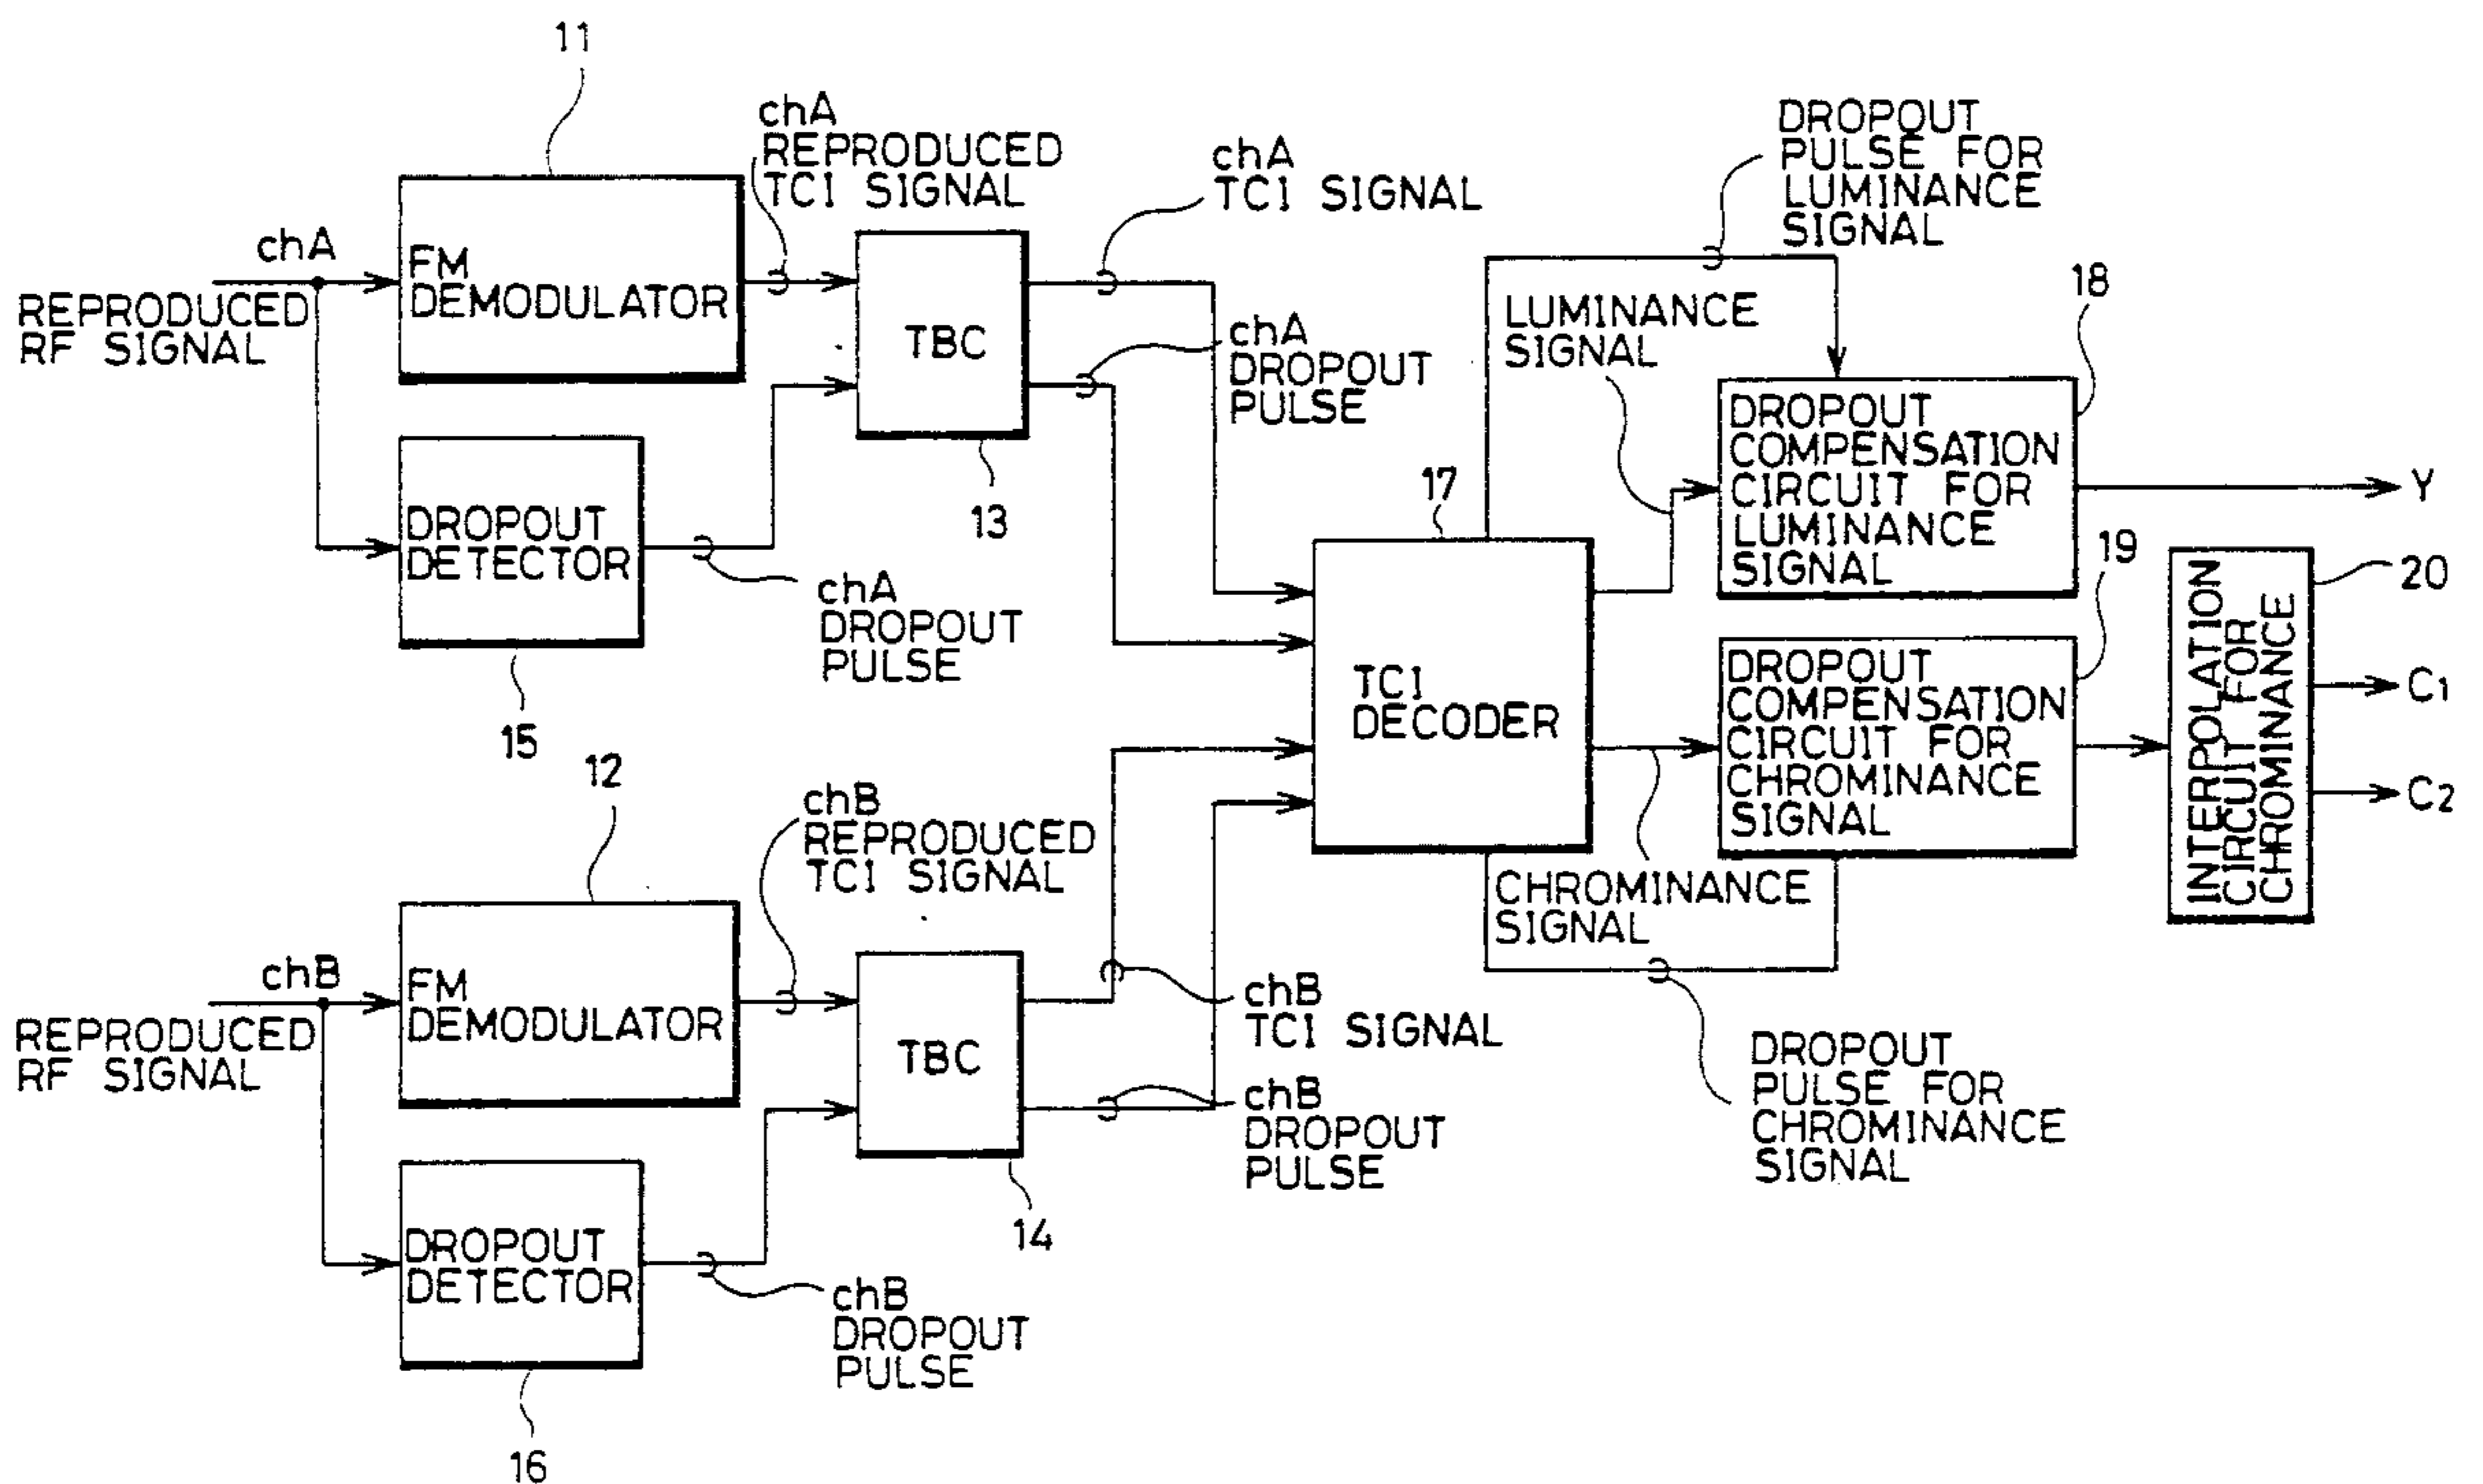 11
chA
REPRODUCED
TCI SIGNAL
chA
TCI SIGNAL
DROPOUT
PULSE FOR
LUMINANCE
SIGNAL
chA
REPRODUCED
RF SIGNAL
FM
DEMODULATOR
TBC
13
chA
DROPOUT
PULSE
LUMINANCE
SIGNAL
18
DROPOUT
COMPENSATION
CIRCUIT FOR
LUMINANCE
SIGNAL
Y
DROPOUT
DETECTOR
15
chA
DROPOUT
PULSE
17
TCI
DECODER
19
DROPOUT
COMPENSATION
CIRCUIT FOR
CHROMINANCE
SIGNAL
20
INTERPOLATION
CIRCUIT FOR
CHROMINANCE
C1
C2
12
chB
REPRODUCED
TCI SIGNAL
CHROMINANCE
SIGNAL
chB
REPRODUCED
RF SIGNAL
FM
DEMODULATOR
TBC
14
chB
TCI SIGNAL
chB
DROPOUT
PULSE
DROPOUT
PULSE FOR
CHROMINANCE
SIGNAL
DROPOUT
DETECTOR
16
chB
DROPOUT
PULSE